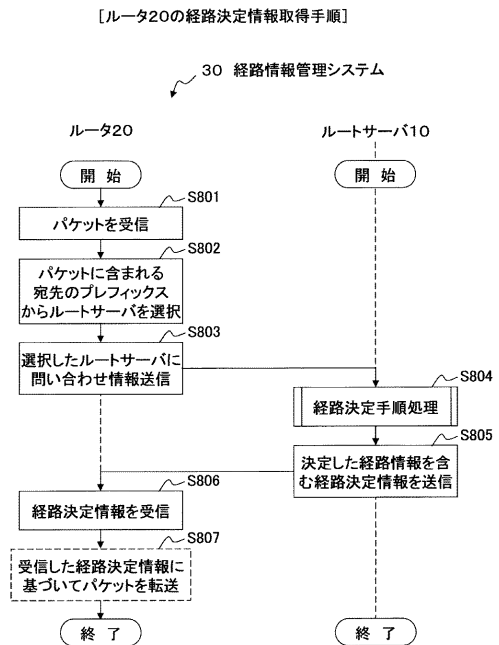 [ルータ20の経路決定情報取得手順]
30 経路情報管理システム
ルータ20
ルートサーバ10
開 始
開 始
S801
パケットを受信
S802
パケットに含まれる
宛先のプレフィックス
からルートサーバを選択
S803
選択したルートサーバに
問い合わせ情報送信
S804
経路決定手順処理
S805
決定した経路情報を含
む経路決定情報を送信
S806
経路決定情報を受信
S807
受信した経路決定情報に
基づいてパケットを転送
終 了
終 了